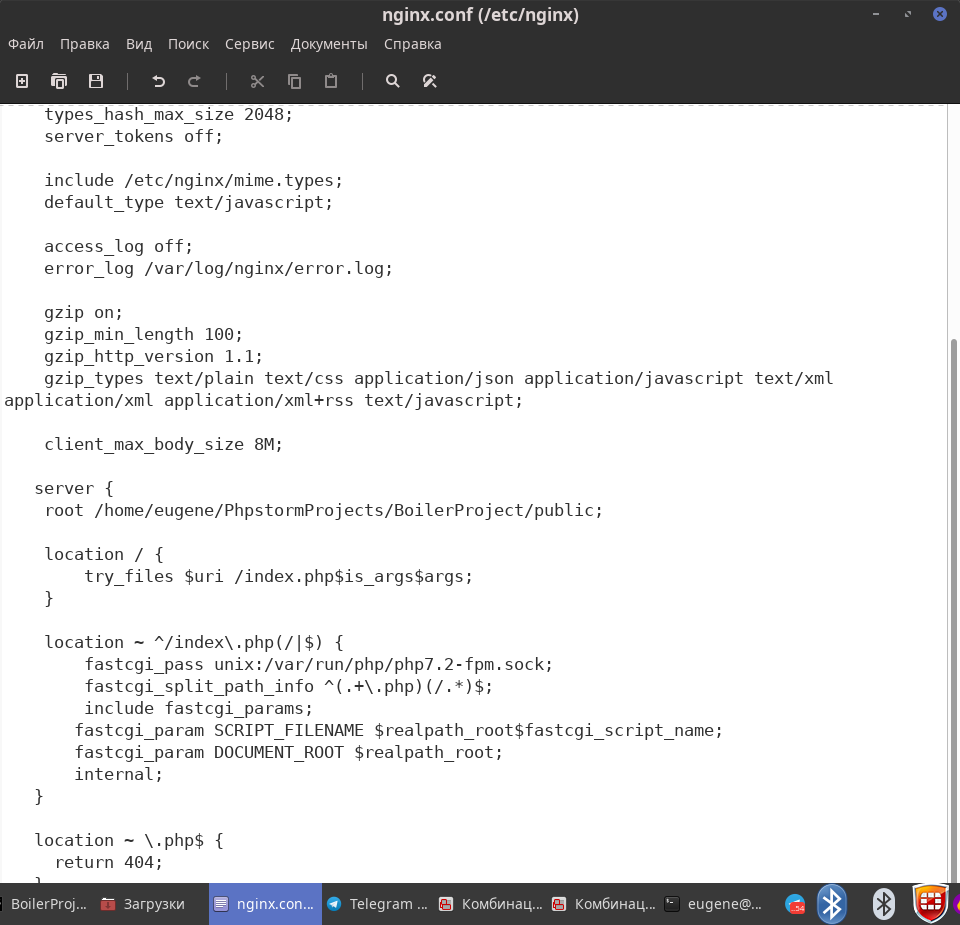 nginx.conf (/etc/nginx)
Файл Правка Вид Поиск Сервис Документы Справка
types_hash_max_size 2048;
server_tokens off;
include /etc/nginx/mime.types;
default_type text/javascript;
access_log off;
error_log /var/log/nginx/error.log;
gzip on;
gzip_min_length 100;
gzip_http_version 1.1;
gzip_types text/plain text/css application/json application/javascript text/xml
application/xml application/xml+rss text/javascript;
client_max_body_size 8M;
server {
root /home/eugene/PhpstormProjects/BoilerProject/public;
location / {
try_files $uri /index.php$is_args$args;
}
location ~ ^/index\.php(/|$) {
fastcgi_pass unix:/var/run/php/php7.2-fpm.sock;
fastcgi_split_path_info ^(.+\.php)(/.*)$;
include fastcgi_params;
fastcgi_param SCRIPT_FILENAME $realpath_root$fastcgi_script_name;
fastcgi_param DOCUMENT_ROOT $realpath_root;
internal;
}
location ~ \.php$ {
return 404;
}
BoilerProj... Загрузки nginx.con... Telegram ... Комбинац... Комбинац... eugene@...